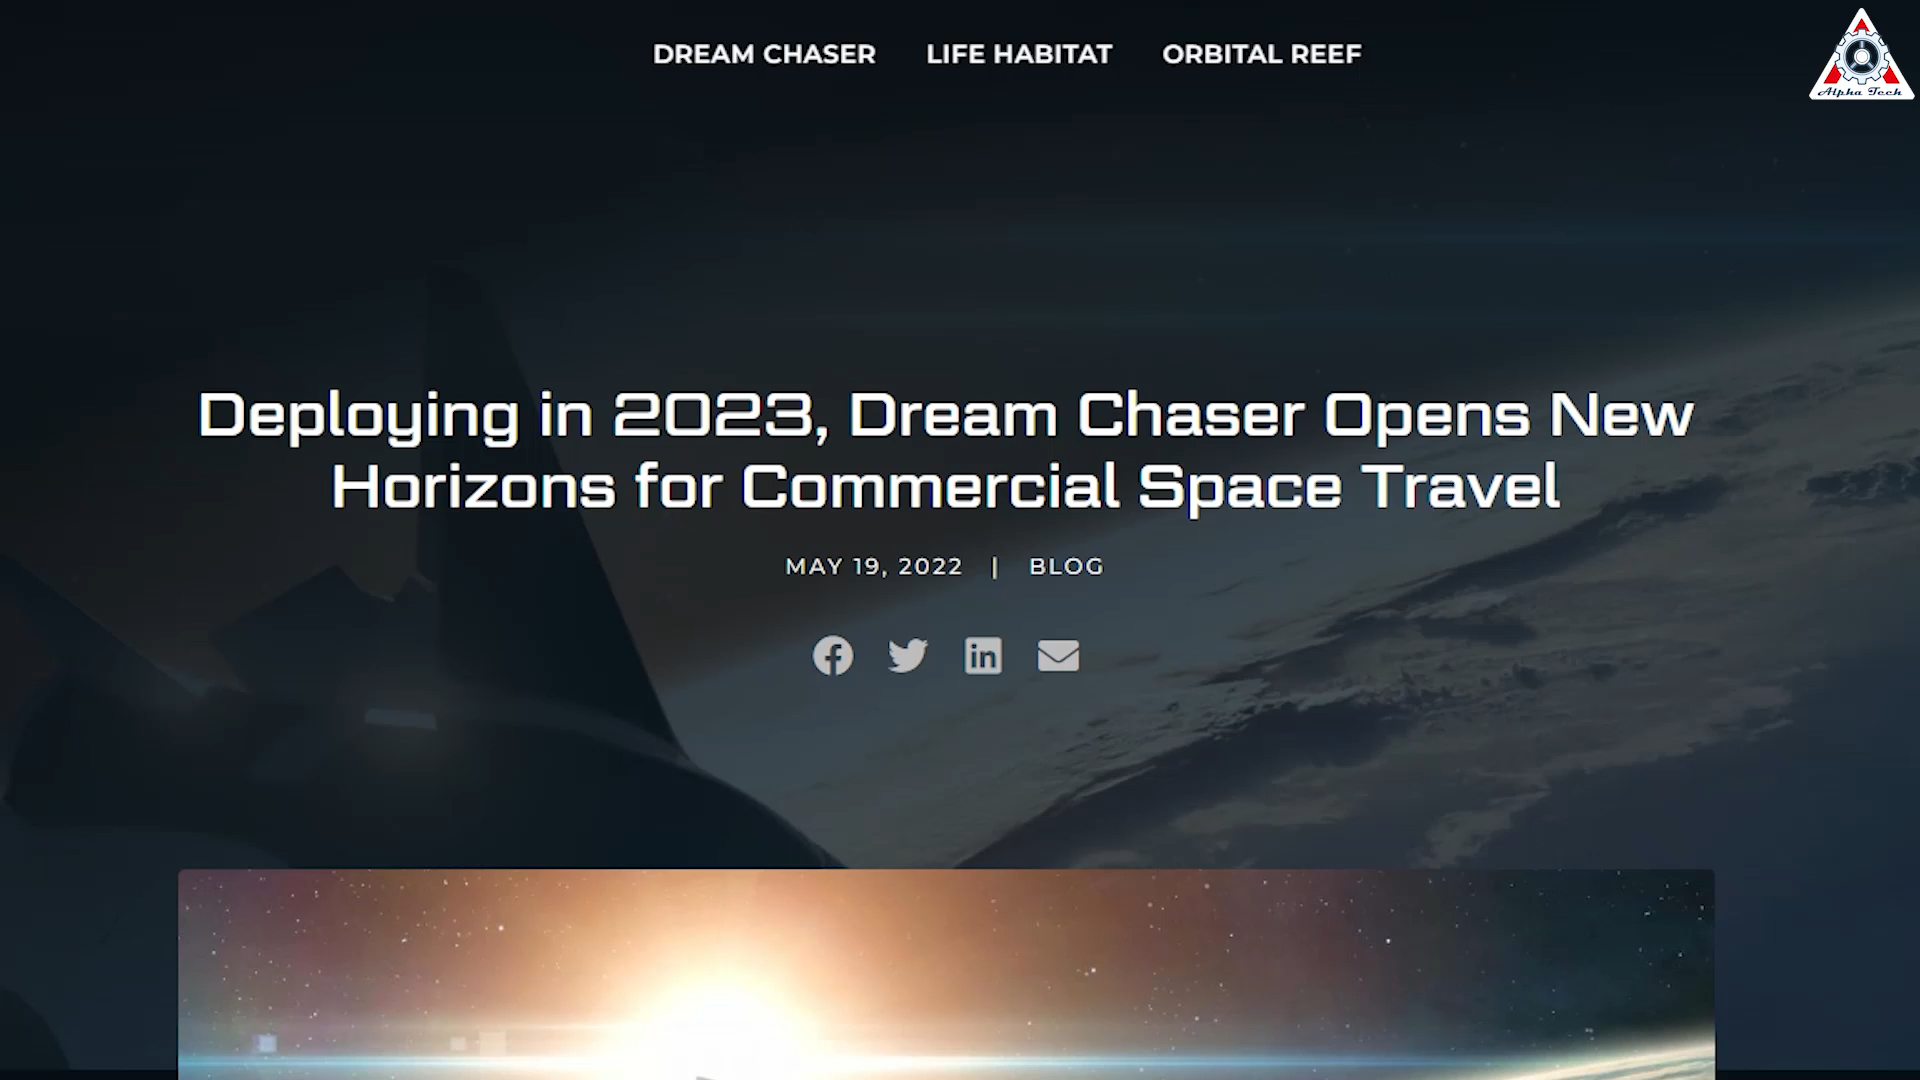 DREAM CHASER LIFE HABITAT ORBITAL REEF
Alpha Tech
Deploying in 2023, Dream Chaser Opens New
Horizons for Commercial Space Travel
MAY 19, 2022 | BLOG
in